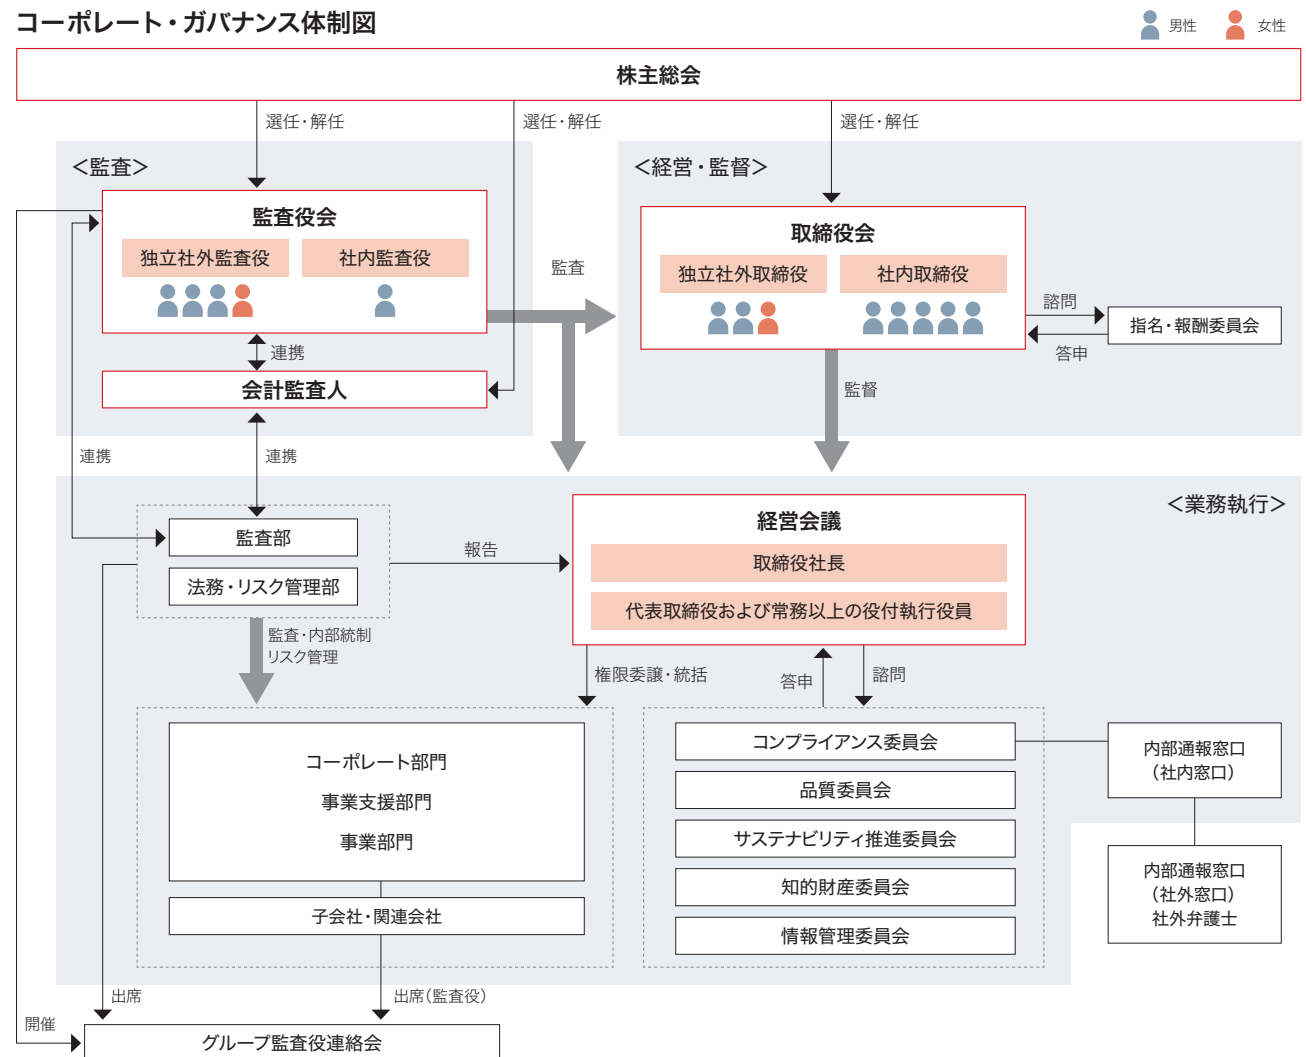 コーポレート・ガバナンス体制図
男性
女性
株主総会
選任・解任
選任・解任
選任・解任
＜監査＞
監査役会
独立社外監査役
社内監査役
連携
会計監査人
監査
＜経営・監督＞
取締役会
独立社外取締役
社内取締役
諮問
答申
指名・報酬委員会
監督
連携
連携
＜業務執行＞
監査部
法務・リスク管理部
報告
経営会議
取締役社長
代表取締役および常務以上の役付執行役員
監査・内部統制
リスク管理
権限委譲・統括
答申
諮問
コーポレート部門
事業支援部門
事業部門
子会社・関連会社
コンプライアンス委員会
品質委員会
サステナビリティ推進委員会
知的財産委員会
情報管理委員会
内部通報窓口
（社内窓口）
内部通報窓口
（社外窓口）
社外弁護士
出席
出席（監査役）
開催
グループ監査役連絡会